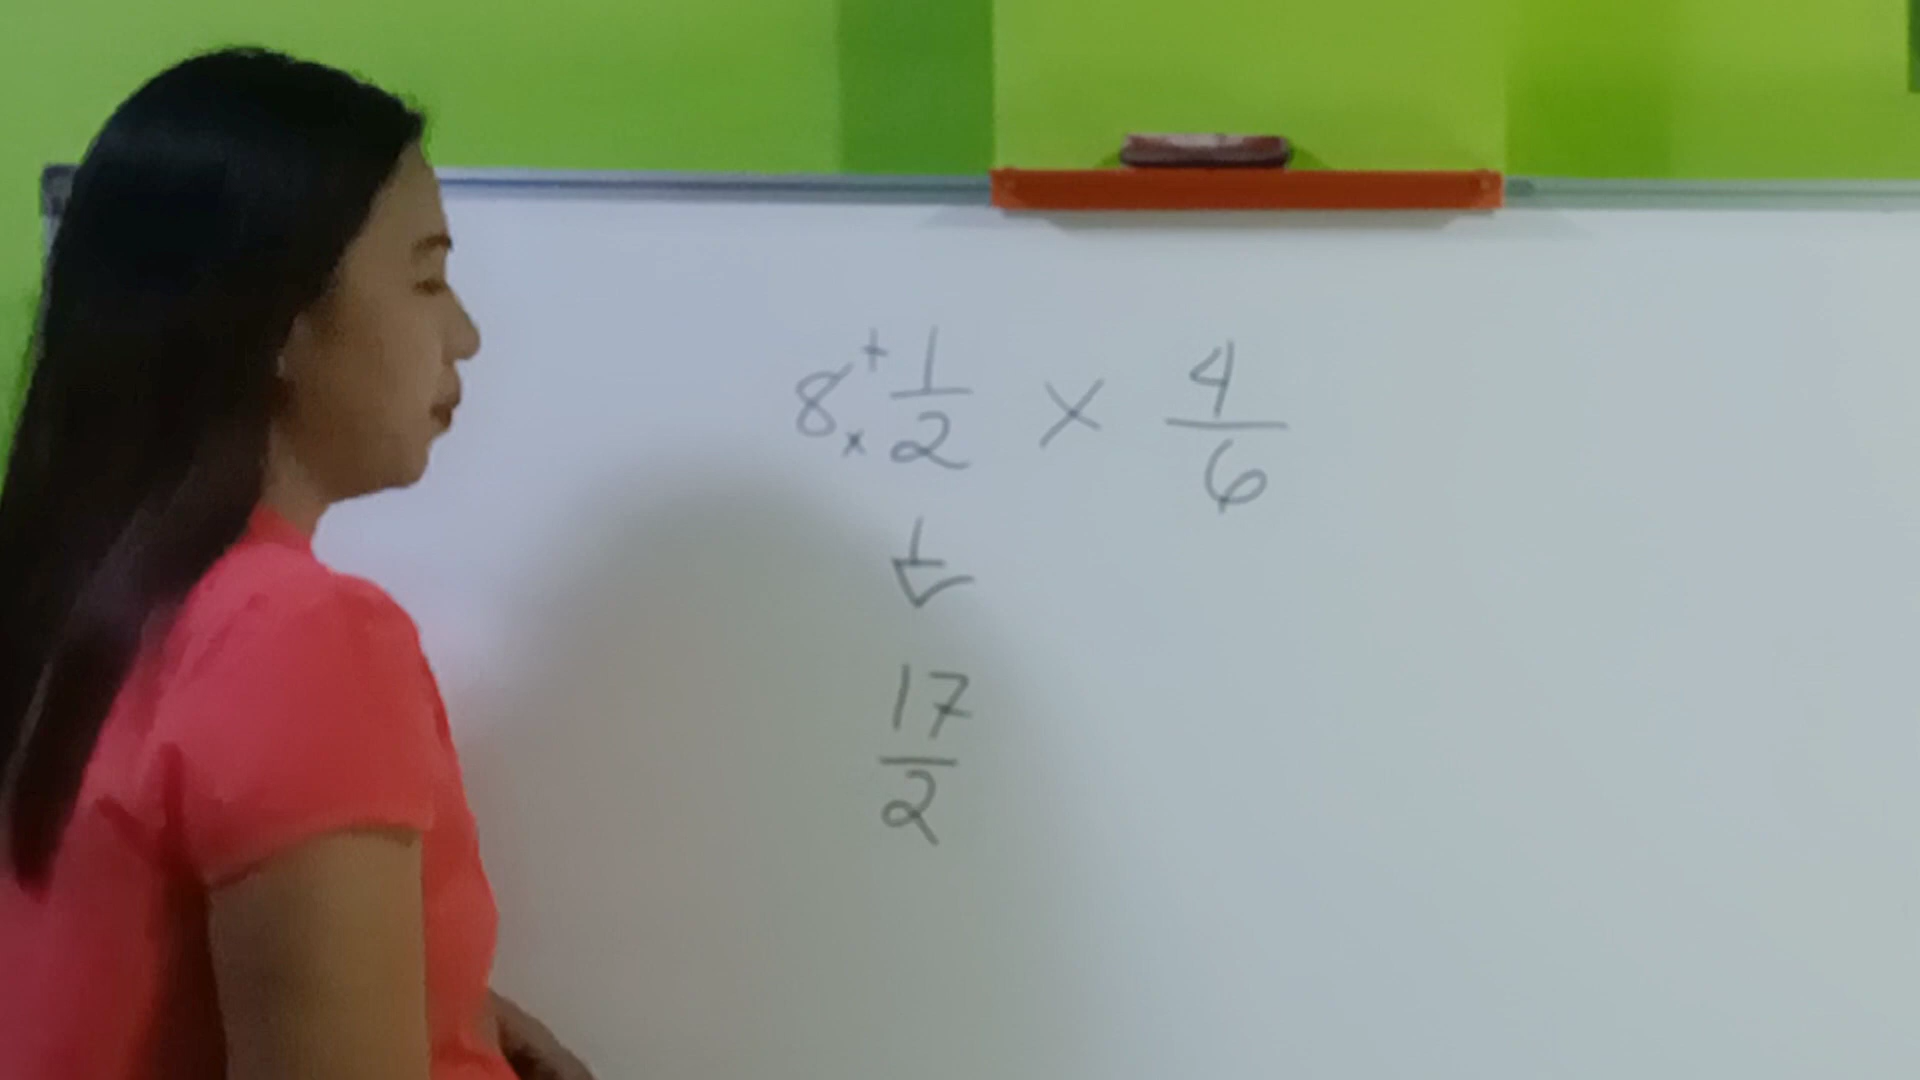 8 + 1/2 × 4/6
×
↓
17/2